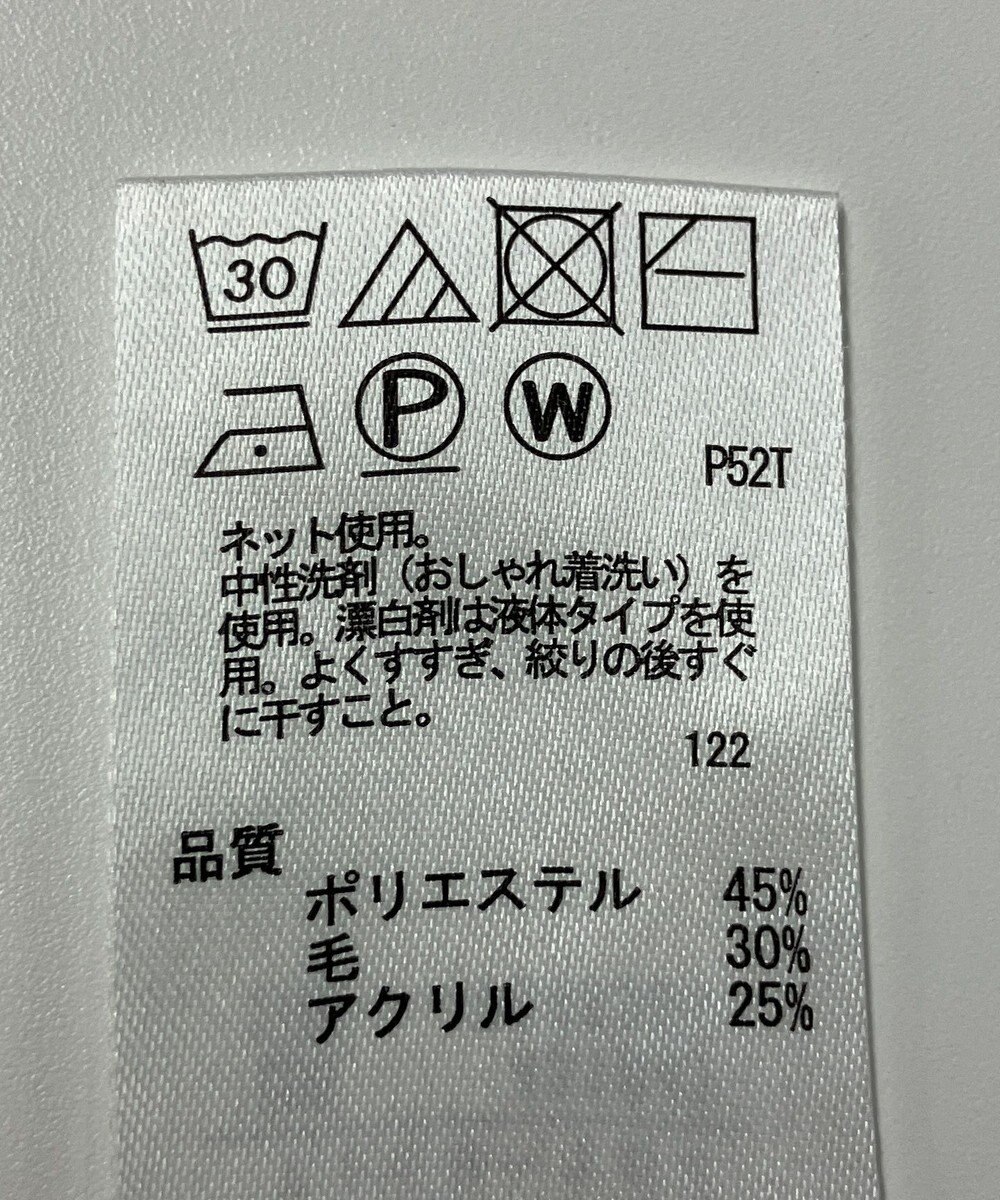 30
P W
P52T
ネット使用。
中性洗剤（おしゃれ着洗い）を
使用。漂白剤は液体タイプを使
用。よくすすぎ、絞りの後すぐ
に干すこと。
122
品質
ポリエステル 45%
毛 30%
アクリル 25%